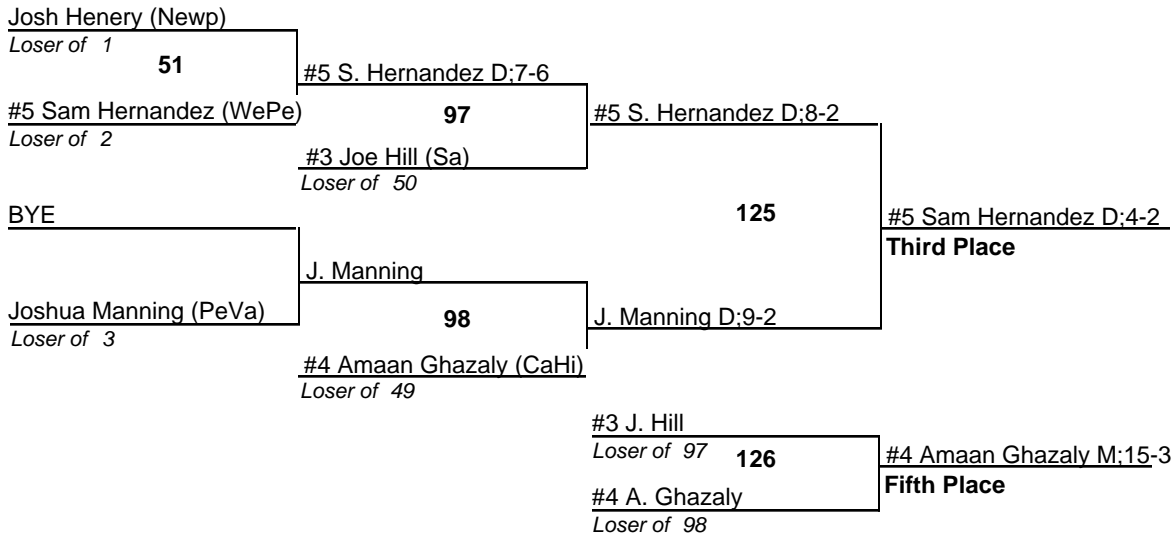 Josh Henery (Newp)
Loser of 1
51
#5 S. Hernandez D;7-6
#5 Sam Hernandez (WePe)
Loser of 2
97
#5 S. Hernandez D;8-2
#3 Joe Hill (Sa)
Loser of 50
BYE
125
#5 Sam Hernandez D;4-2
Third Place
J. Manning
Joshua Manning (PeVa)
Loser of 3
98
J. Manning D;9-2
#4 Amaan Ghazaly (CaHi)
Loser of 49
#3 J. Hill
Loser of 97
126
#4 Amaan Ghazaly M;15-3
Fifth Place
#4 A. Ghazaly
Loser of 98